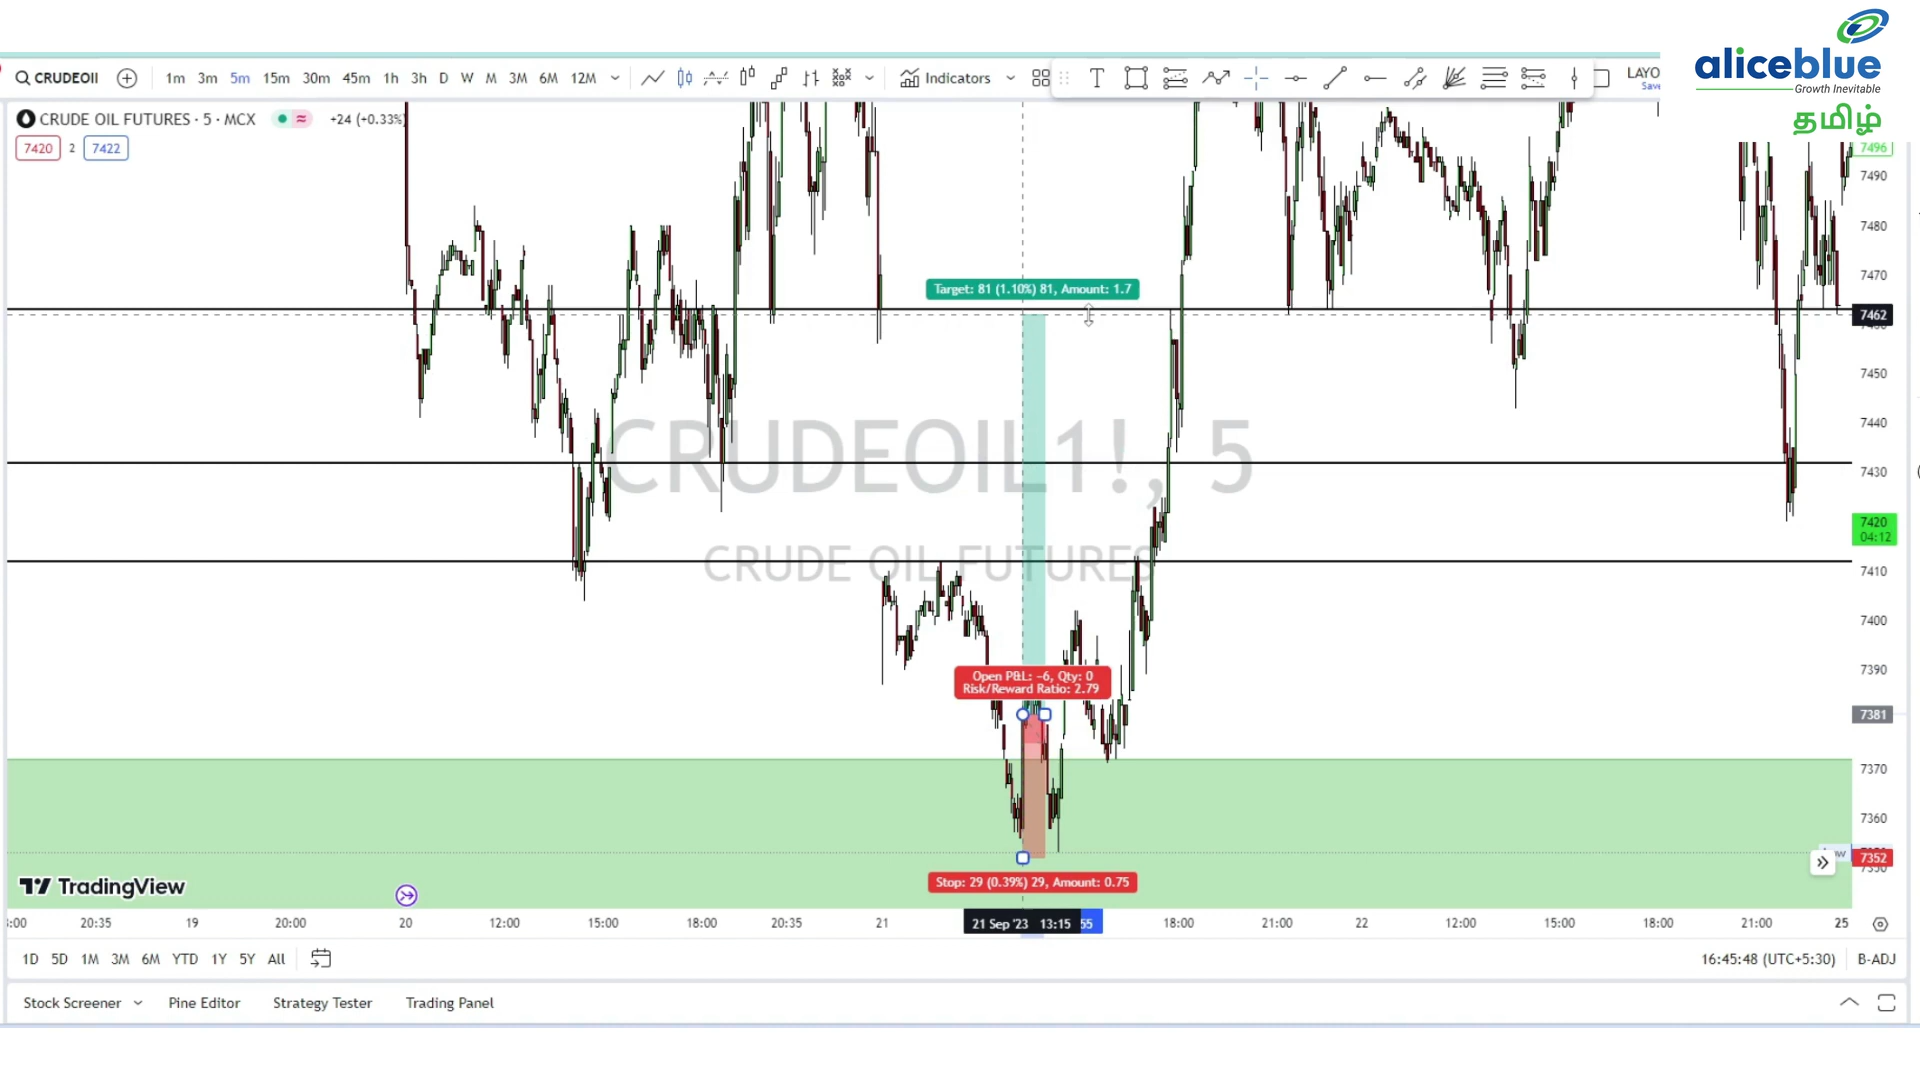 aliceblue
Growth Inevitable
தமிழ்
CRUDEOIl 1m 3m 5m 15m 30m 45m 1h 3h D W M 3M 6M 12M Indicators LAYO
Save
CRUDE OIL FUTURES · 5 · MCX +24 (+0.33%)
7420 2 7422
7496
7490
7480
7470
Target: 81 (1.10%) 81, Amount: 1.7
7462
7450
7440
7430
CRUDEOIL1!, 5
7420
04:12
CRUDE OIL FUTURES
7410
7400
7390
Open P&L: −6, Qty: 0
Risk/Reward Ratio: 2.79
7381
7370
7360
7352
Stop: 29 (0.39%) 29, Amount: 0.75
TradingView
:00 20:35 19 20:00 20 12:00 15:00 18:00 20:35 21 21 Sep '23 13:15 55 18:00 21:00 22 12:00 15:00 18:00 21:00 25
1D 5D 1M 3M 6M YTD 1Y 5Y All 16:45:48 (UTC+5:30) B-ADJ
Stock Screener Pine Editor Strategy Tester Trading Panel